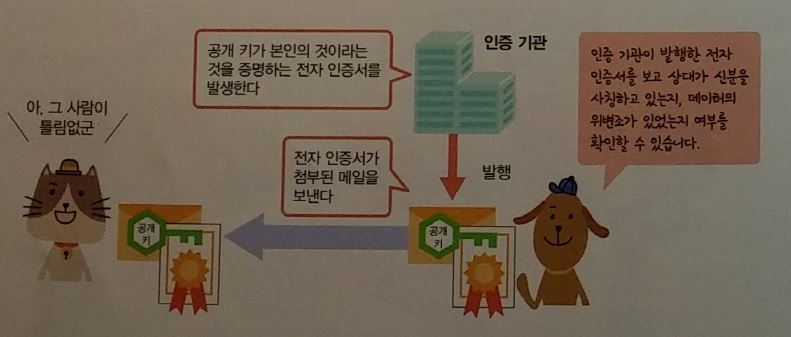 공개 키가 본인의 것이라는
것을 증명하는 전자 인증서를
발생한다
인증 기관
인증 기관이 발행한 전자
인증서를 보고 상대가 신분을
사칭하고 있는지, 데이터의
위변조가 있었는지 여부를
확인할 수 있습니다.
아, 그 사람이
틀림없군
전자 인증서가
첨부된 메일을
보낸다
발행
공개
키
공개
키